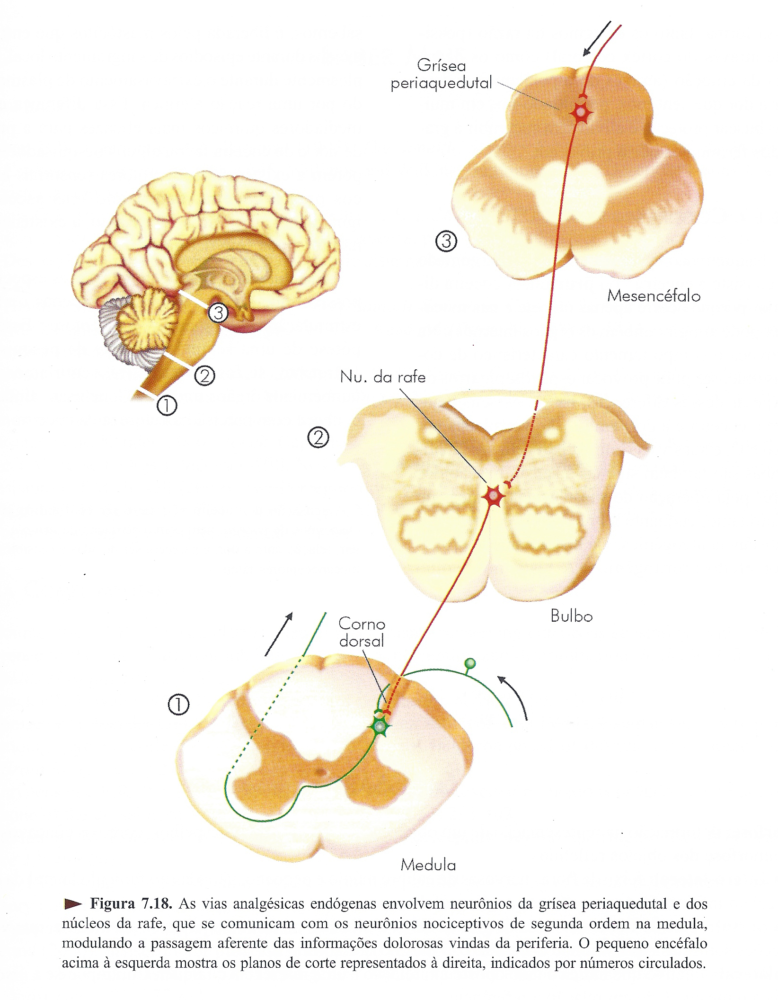 Grísea
periaquedutal
3
Mesencéfalo
3
2
1
Nu. da rafe
2
Bulbo
Corno
dorsal
1
Medula
► Figura 7.18. As vias analgésicas endógenas envolvem neurônios da grísea periaquedutal e dos
núcleos da rafe, que se comunicam com os neurônios nociceptivos de segunda ordem na medula,
modulando a passagem aferente das informações dolorosas vindas da periferia. O pequeno encéfalo
acima à esquerda mostra os planos de corte representados à direita, indicados por números circulados.